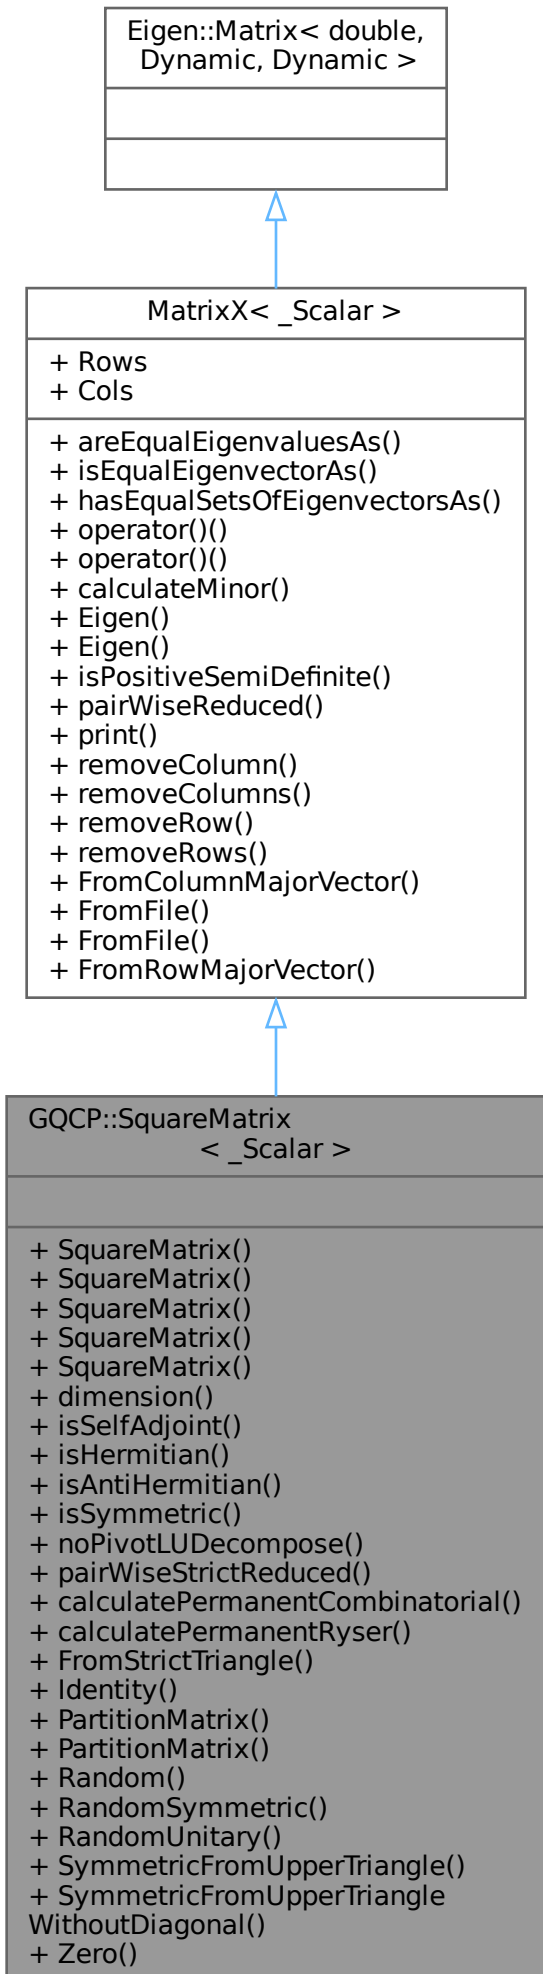 Eigen::Matrix< double,
Dynamic, Dynamic >
MatrixX< _Scalar >
+ Rows
+ Cols
+ areEqualEigenvaluesAs()
+ isEqualEigenvectorAs()
+ hasEqualSetsOfEigenvectorsAs()
+ operator()()
+ operator()()
+ calculateMinor()
+ Eigen()
+ Eigen()
+ isPositiveSemiDefinite()
+ pairWiseReduced()
+ print()
+ removeColumn()
+ removeColumns()
+ removeRow()
+ removeRows()
+ FromColumnMajorVector()
+ FromFile()
+ FromFile()
+ FromRowMajorVector()
GQCP::SquareMatrix
< _Scalar >
+ SquareMatrix()
+ SquareMatrix()
+ SquareMatrix()
+ SquareMatrix()
+ SquareMatrix()
+ dimension()
+ isSelfAdjoint()
+ isHermitian()
+ isAntiHermitian()
+ isSymmetric()
+ noPivotLUDecompose()
+ pairWiseStrictReduced()
+ calculatePermanentCombinatorial()
+ calculatePermanentRyser()
+ FromStrictTriangle()
+ Identity()
+ PartitionMatrix()
+ PartitionMatrix()
+ Random()
+ RandomSymmetric()
+ RandomUnitary()
+ SymmetricFromUpperTriangle()
+ SymmetricFromUpperTriangle
WithoutDiagonal()
+ Zero()